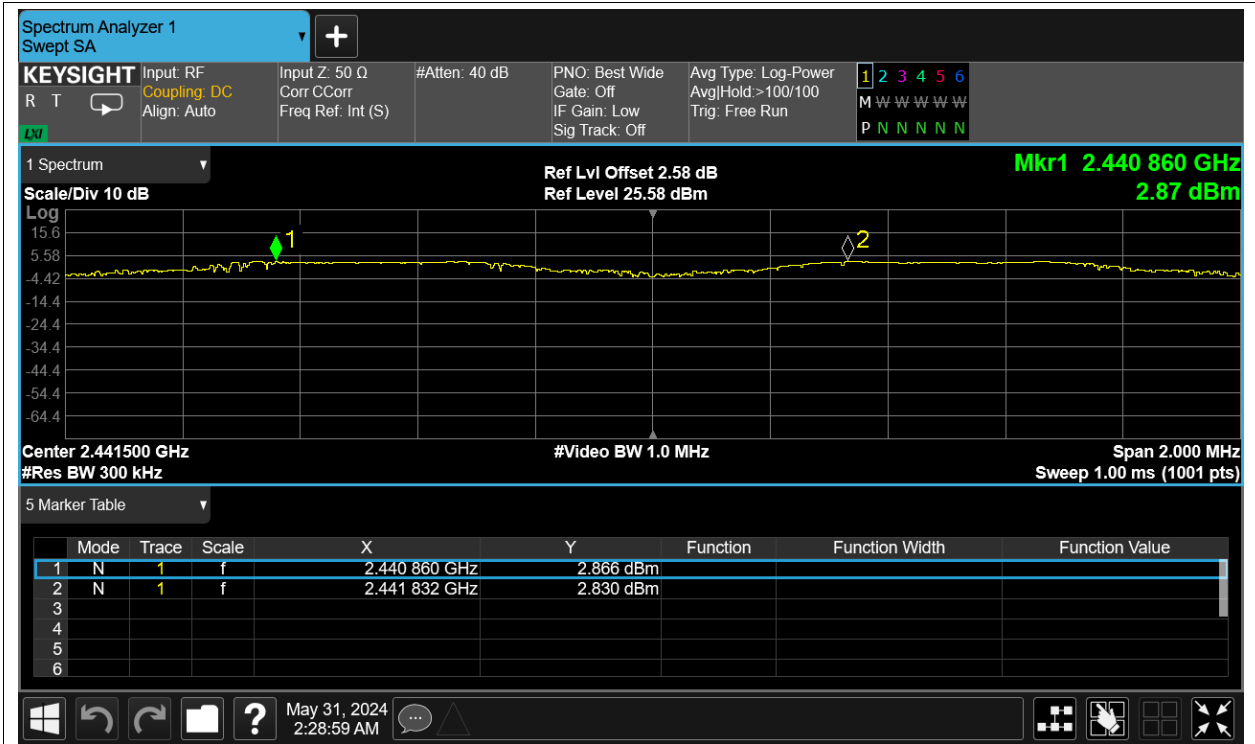 Spectrum Analyzer 1
Swept SA
KEYSIGHT
R T
LXI
Input: RF
Coupling: DC
Align: Auto
Input Z: 50 Ω
Corr CCorr
Freq Ref: Int (S)
#Atten: 40 dB
PNO: Best Wide
Gate: Off
IF Gain: Low
Sig Track: Off
Avg Type: Log-Power
Avg|Hold:>100/100
Trig: Free Run
1 2 3 4 5 6
M W W W W W
P N N N N N
1 Spectrum
Scale/Div 10 dB
Ref Lvl Offset 2.58 dB
Ref Level 25.58 dBm
Mkr1 2.440 860 GHz
2.87 dBm
Log
15.6
5.58
-4.42
-14.4
-24.4
-34.4
-44.4
-54.4
-64.4
1
2
Center 2.441500 GHz
#Video BW 1.0 MHz
Span 2.000 MHz
#Res BW 300 kHz
Sweep 1.00 ms (1001 pts)
5 Marker Table
Mode Trace Scale X Y Function Function Width Function Value
1 N 1 f 2.440 860 GHz 2.866 dBm
2 N 1 f 2.441 832 GHz 2.830 dBm
3
4
5
6
?
May 31, 2024
2:28:59 AM